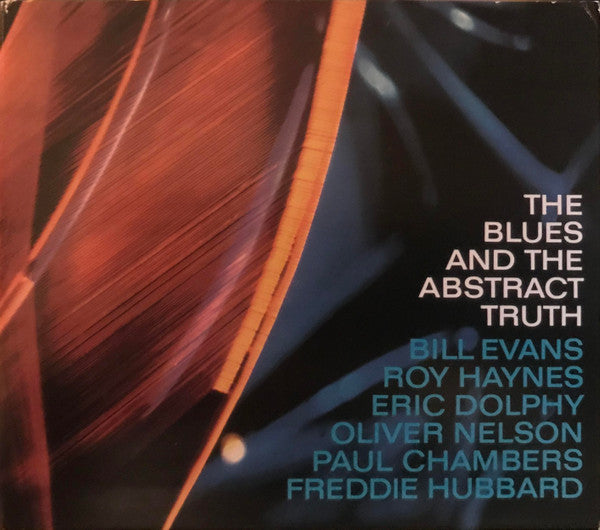 THE
BLUES
AND THE
ABSTRACT
TRUTH
BILL EVANS
ROY HAYNES
ERIC DOLPHY
OLIVER NELSON
PAUL CHAMBERS
FREDDIE HUBBARD